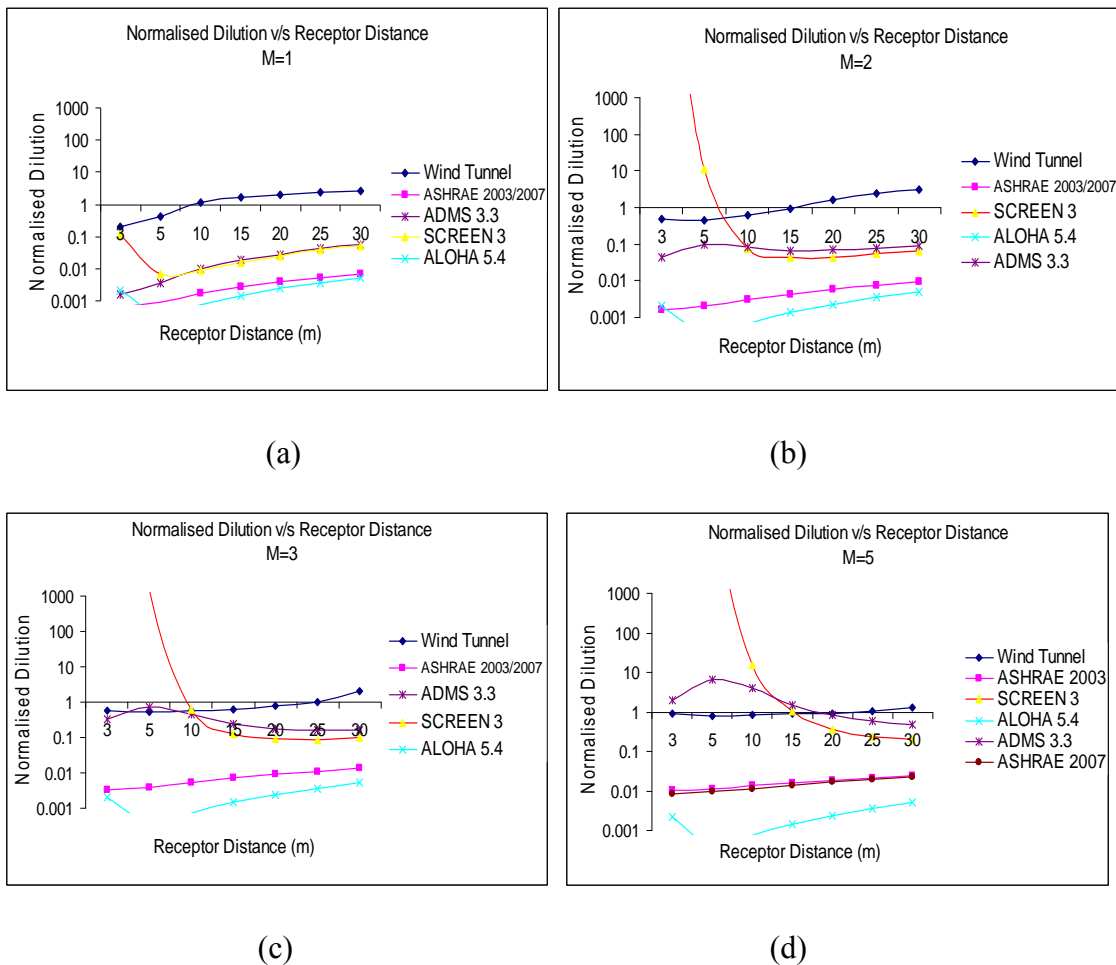 Normalised Dilution v/s Receptor Distance
M=1
Normalised Dilution
1000
100
10
1
0.1
0.01
0.001
3 5 10 15 20 25 30
Receptor Distance (m)
Wind Tunnel
ASHRAE 2003/2007
ADMS 3.3
SCREEN 3
ALOHA 5.4
(a)
Normalised Dilution v/s Receptor Distance
M=2
Normalised Dilution
1000
100
10
1
0.1
0.01
0.001
3 5 10 15 20 25 30
Receptor Distance (m)
Wind Tunnel
ASHRAE 2003/2007
SCREEN 3
ALOHA 5.4
ADMS 3.3
(b)
Normalised Dilution v/s Receptor Distance
M=3
Normalised Dilution
1000
100
10
1
0.1
0.01
0.001
3 5 10 15 20 25 30
Receptor Distance (m)
Wind Tunnel
ASHRAE 2003/2007
ADMS 3.3
SCREEN 3
ALOHA 5.4
(c)
Normalised Dilution v/s Receptor Distance
M=5
Normalised Dilution
1000
100
10
1
0.1
0.01
0.001
3 5 10 15 20 25 30
Receptor Distance (m)
Wind Tunnel
ASHRAE 2003
SCREEN 3
ALOHA 5.4
ADMS 3.3
ASHRAE 2007
(d)